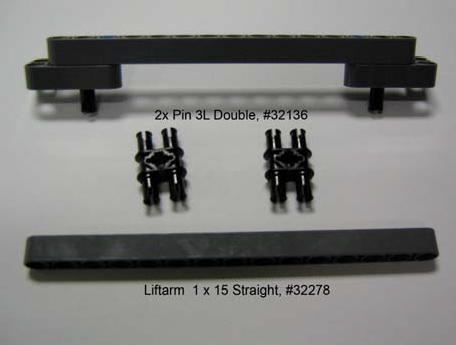 2x Pin 3L Double, #32136
Liftarm 1 x 15 Straight, #32278